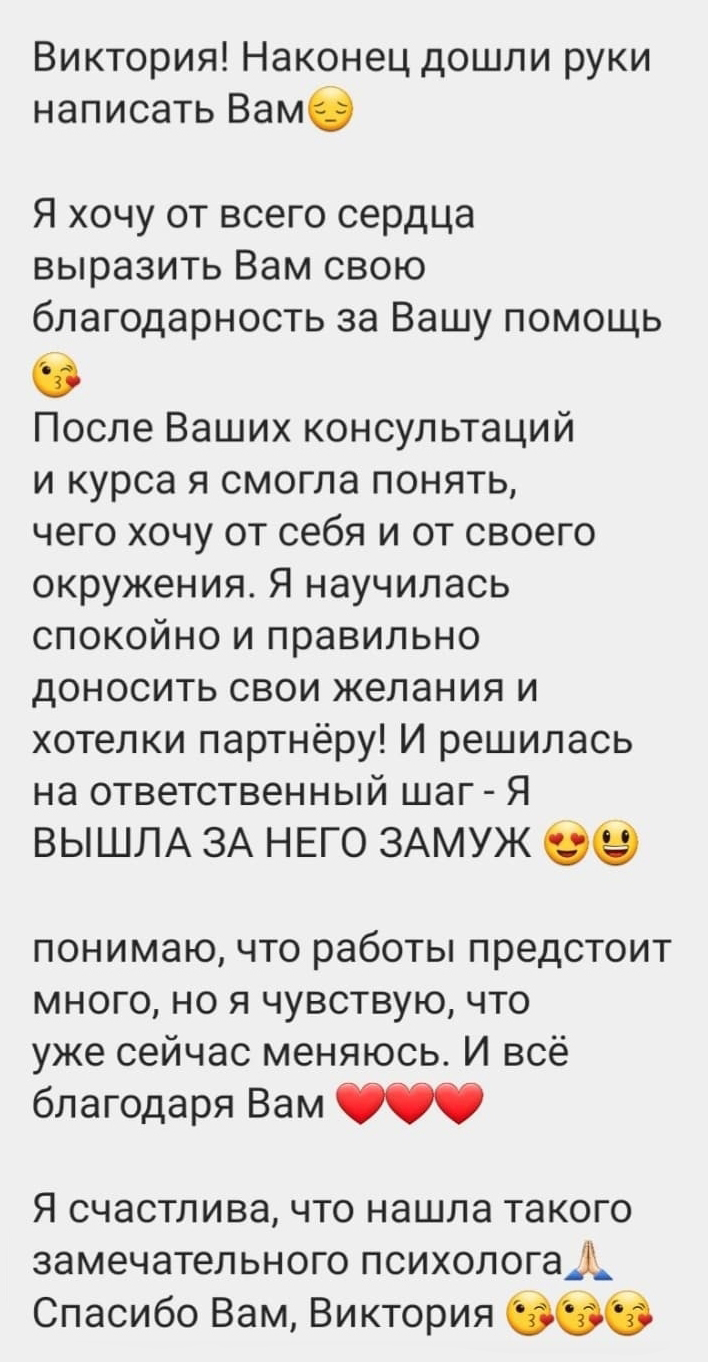 Виктория! Наконец дошли руки
написать Вам😔
Я хочу от всего сердца
выразить Вам свою
благодарность за Вашу помощь
😘
После Ваших консультаций
и курса я смогла понять,
чего хочу от себя и от своего
окружения. Я научилась
спокойно и правильно
доносить свои желания и
хотелки партнёру! И решилась
на ответственный шаг - Я
ВЫШЛА ЗА НЕГО ЗАМУЖ 😍😃
понимаю, что работы предстоит
много, но я чувствую, что
уже сейчас меняюсь. И всё
благодаря Вам ❤️❤️❤️
Я счастлива, что нашла такого
замечательного психолога🙏🏼
Спасибо Вам, Виктория 😘😘😘